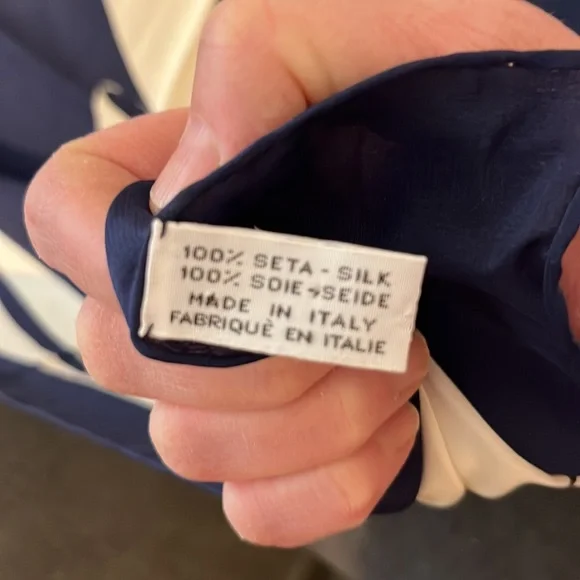 100% SETA - SILK
100% SOIE-SEIDE
MADE IN ITALY
FABRIQUÈ EN ITALIE